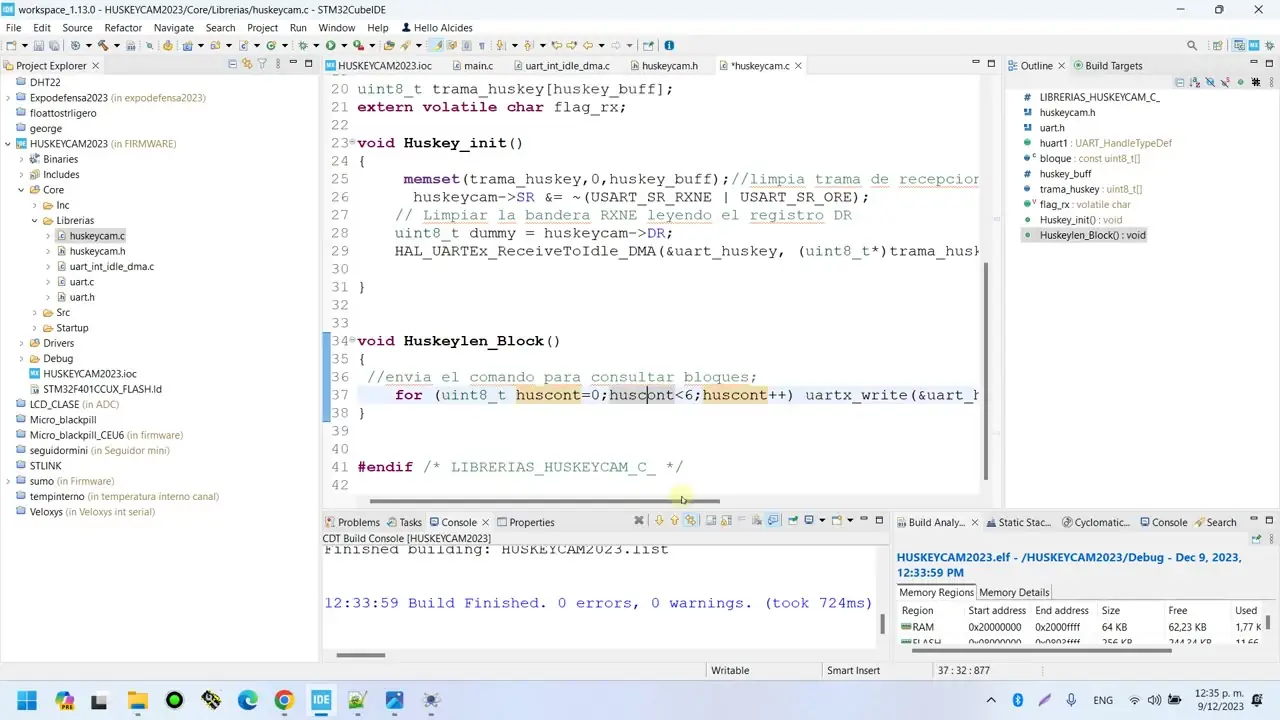 workspace_1.13.0 - HUSKEYCAM2023/Core/Librerias/huskeycam.c - STM32CubeIDE
File Edit Source Refactor Navigate Search Project Run Window Help Hello Alcides
Project Explorer
DHT22
Expodefensa2023 (in expodefensa2023)
floattostrligero
george
HUSKEYCAM2023 (in FIRMWARE)
Binaries
Includes
Core
Inc
Librerias
huskeycam.c
huskeycam.h
uart_int_idle_dma.c
uart.c
uart.h
Src
Startup
Drivers
Debug
HUSKEYCAM2023.ioc
STM32F401CCUX_FLASH.ld
LCD_CLASE (in ADC)
Micro_blackpill
Micro_blackpill_CEU6 (in firmware)
seguidormini (in Seguidor mini)
STLINK
sumo (in Firmware)
tempinterno (in temperatura interno canal)
Veloxys (in Veloxys int serial)
HUSKEYCAM2023.ioc main.c uart_int_idle_dma.c huskeycam.h *huskeycam.c
20 uint8_t trama_huskey[huskey_buff];
21 extern volatile char flag_rx;
22
23 void Huskey_init()
24 {
25 memset(trama_huskey,0,huskey_buff);//limpia trama de recepcion
26 huskeycam->SR &= ~(USART_SR_RXNE | USART_SR_ORE);
27 // Limpiar la bandera RXNE leyendo el registro DR
28 uint8_t dummy = huskeycam->DR;
29 HAL_UARTEx_ReceiveToIdle_DMA(&uart_huskey, (uint8_t*)trama_husk
30
31 }
32
33
34 void Huskeylen_Block()
35 {
36 //envia el comando para consultar bloques;
37 for (uint8_t huscont=0;huscont<6;huscont++) uartx_write(&uart_h
38 }
39
40
41 #endif /* LIBRERIAS_HUSKEYCAM_C_ */
42
Outline Build Targets
LIBRERIAS_HUSKEYCAM_C_
huskeycam.h
uart.h
huart1 : UART_HandleTypeDef
bloque : const uint8_t[]
huskey_buff
trama_huskey : uint8_t[]
flag_rx : volatile char
Huskey_init() : void
Huskeylen_Block() : void
Problems Tasks Console Properties
CDT Build Console [HUSKEYCAM2023]
Finished building: HUSKEYCAM2023.list
12:33:59 Build Finished. 0 errors, 0 warnings. (took 724ms)
Build Analy... Static Stac... Cyclomatic... Console Search
HUSKEYCAM2023.elf - /HUSKEYCAM2023/Debug - Dec 9, 2023,
12:33:59 PM
Memory Regions Memory Details
Region Start address End address Size Free Used
RAM 0x20000000 0x2000ffff 64 KB 62,23 KB 1,77 K
FLASH 0x08000000 0x0803ffff 256 KB 244,34 KB 11,66
Writable Smart Insert 37 : 32 : 877
IDE
ENG
12:35 p. m.
9/12/2023